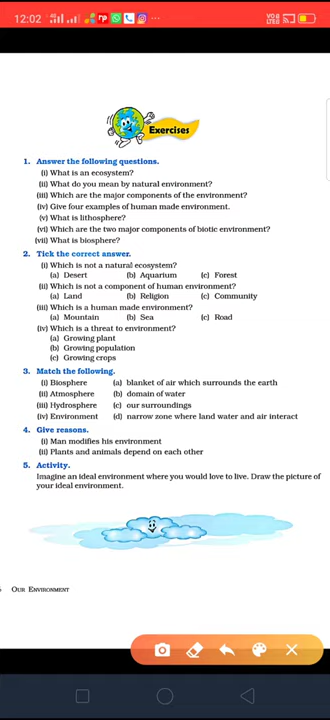 12:02
Exercises
1. Answer the following questions.
(i) What is an ecosystem?
(ii) What do you mean by natural environment?
(iii) Which are the major components of the environment?
(iv) Give four examples of human made environment.
(v) What is lithosphere?
(vi) Which are the two major components of biotic environment?
(vii) What is biosphere?
2. Tick the correct answer.
(i) Which is not a natural ecosystem?
(a) Desert (b) Aquarium (c) Forest
(ii) Which is not a component of human environment?
(a) Land (b) Religion (c) Community
(iii) Which is a human made environment?
(a) Mountain (b) Sea (c) Road
(iv) Which is a threat to environment?
(a) Growing plant
(b) Growing population
(c) Growing crops
3. Match the following.
(i) Biosphere (a) blanket of air which surrounds the earth
(ii) Atmosphere (b) domain of water
(iii) Hydrosphere (c) our surroundings
(iv) Environment (d) narrow zone where land water and air interact
4. Give reasons.
(i) Man modifies his environment
(ii) Plants and animals depend on each other
5. Activity.
Imagine an ideal environment where you would love to live. Draw the picture of
your ideal environment.
OUR ENVIRONMENT